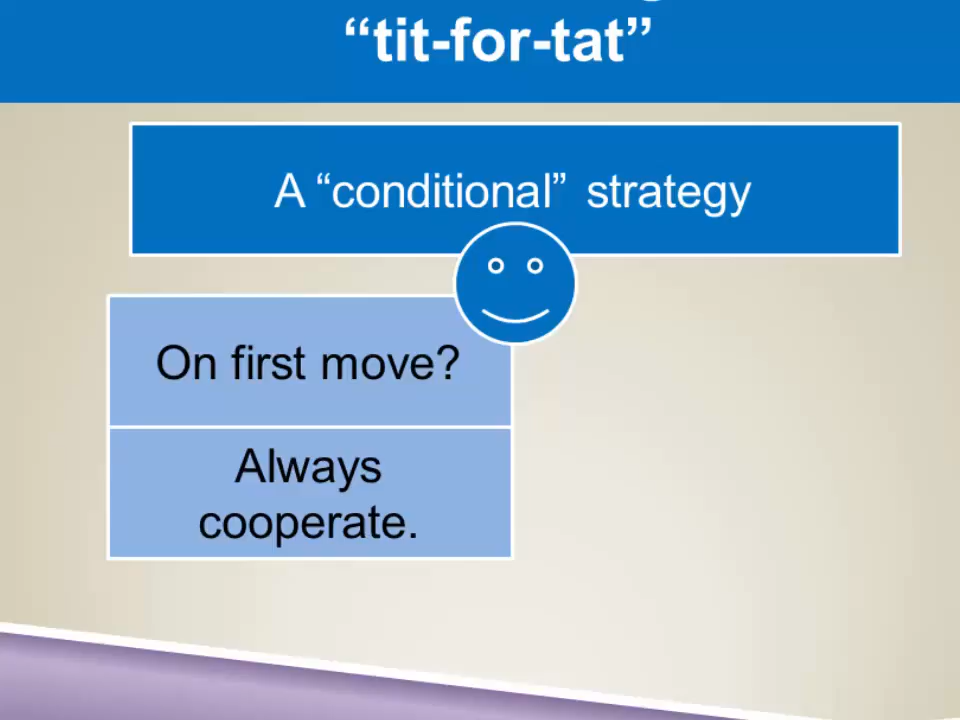 “tit-for-tat”
A “conditional” strategy
On first move?
Always
cooperate.